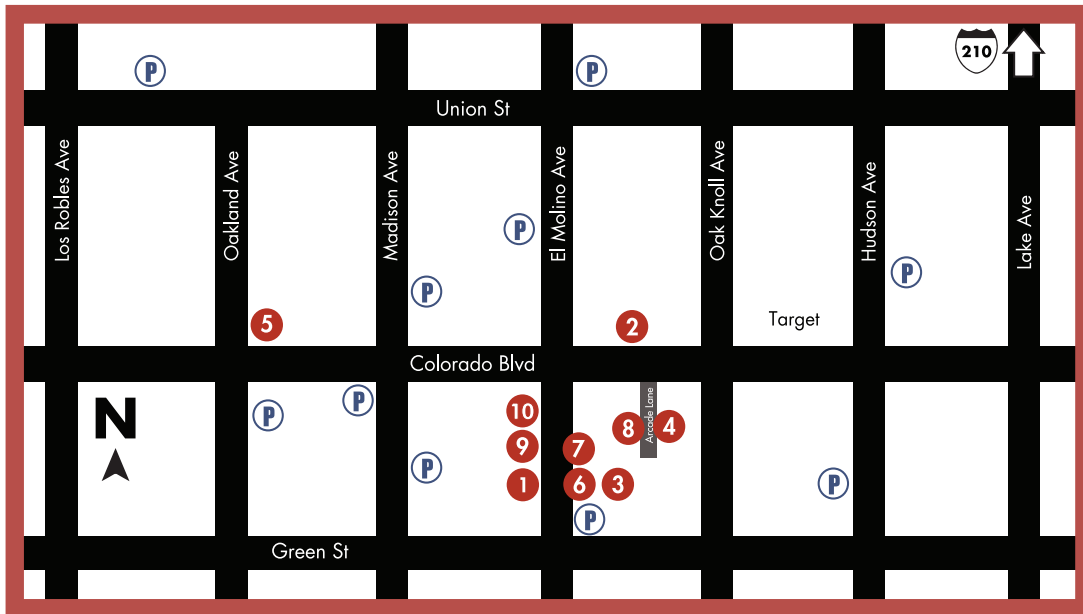 210
P
P
Union St
Los Robles Ave
Oakland Ave
Madison Ave
El Molino Ave
Oak Knoll Ave
Hudson Ave
Lake Ave
P
P
P
5
2
Target
Colorado Blvd
N
P
P
10
9
1
7
6
3
8
Arcade Lane
4
P
P
P
Green St